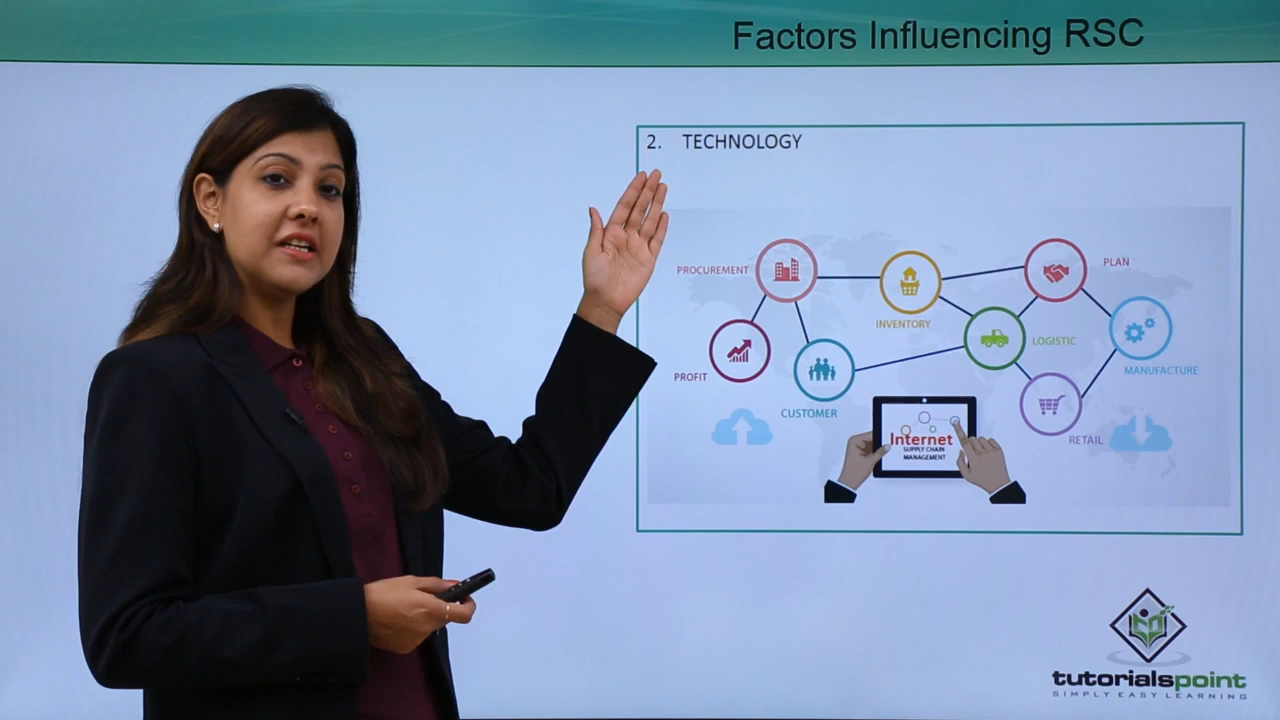 Factors Influencing RSC
2. TECHNOLOGY
PROCUREMENT
PLAN
INVENTORY
LOGISTIC
PROFIT
MANUFACTURE
CUSTOMER
RETAIL
Internet
SUPPLY CHAIN
MANAGEMENT
tutorialspoint
SIMPLY EASY LEARNING